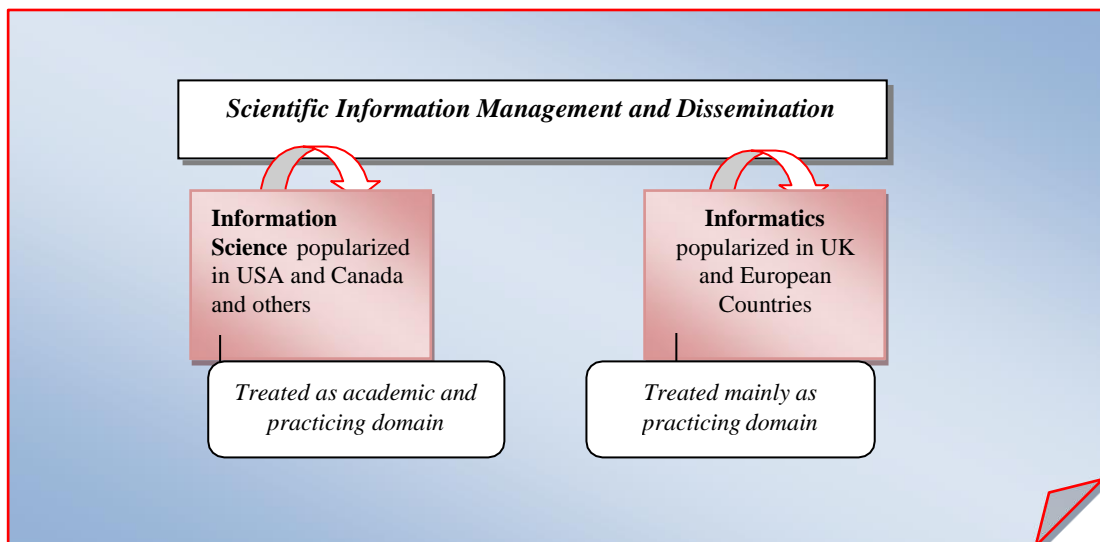 Scientific Information Management and Dissemination
Information
Science popularized
in USA and Canada
and others
Informatics
popularized in UK
and European
Countries
Treated as academic and
practicing domain
Treated mainly as
practicing domain